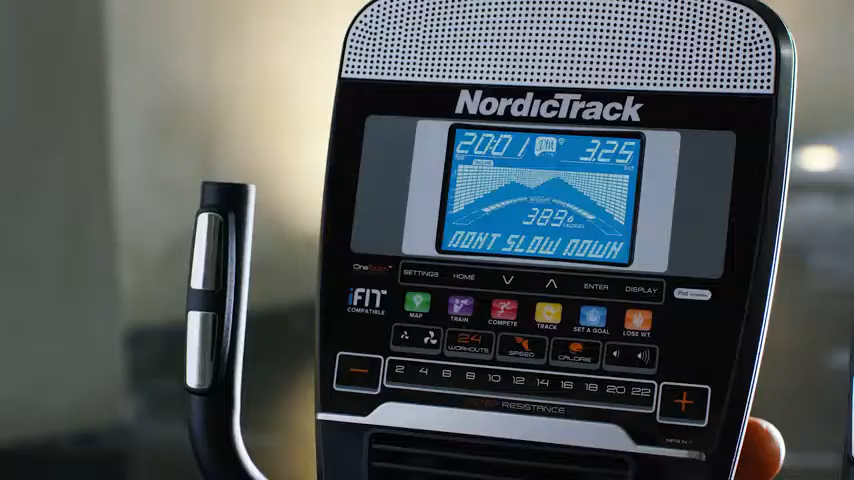 NordicTrack
20:01 ifit 3.25
389
CALORIES
DONT SLOW DOWN
OneTouch™ SETTINGS HOME ENTER DISPLAY
iFIT
COMPATIBLE
MAP TRAIN COMPETE TRACK SET A GOAL LOSE WT.
24 WORKOUTS SPEED CALORIE
− 2 4 6 8 10 12 14 16 18 20 22 +
RESISTANCE